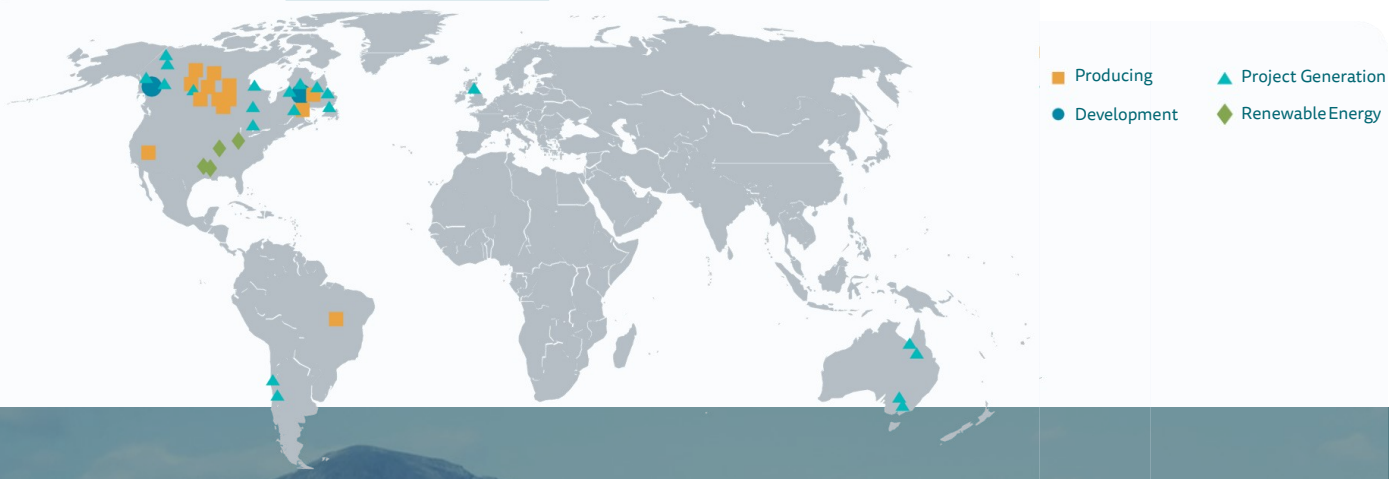 Producing
Project Generation
Development
Renewable Energy